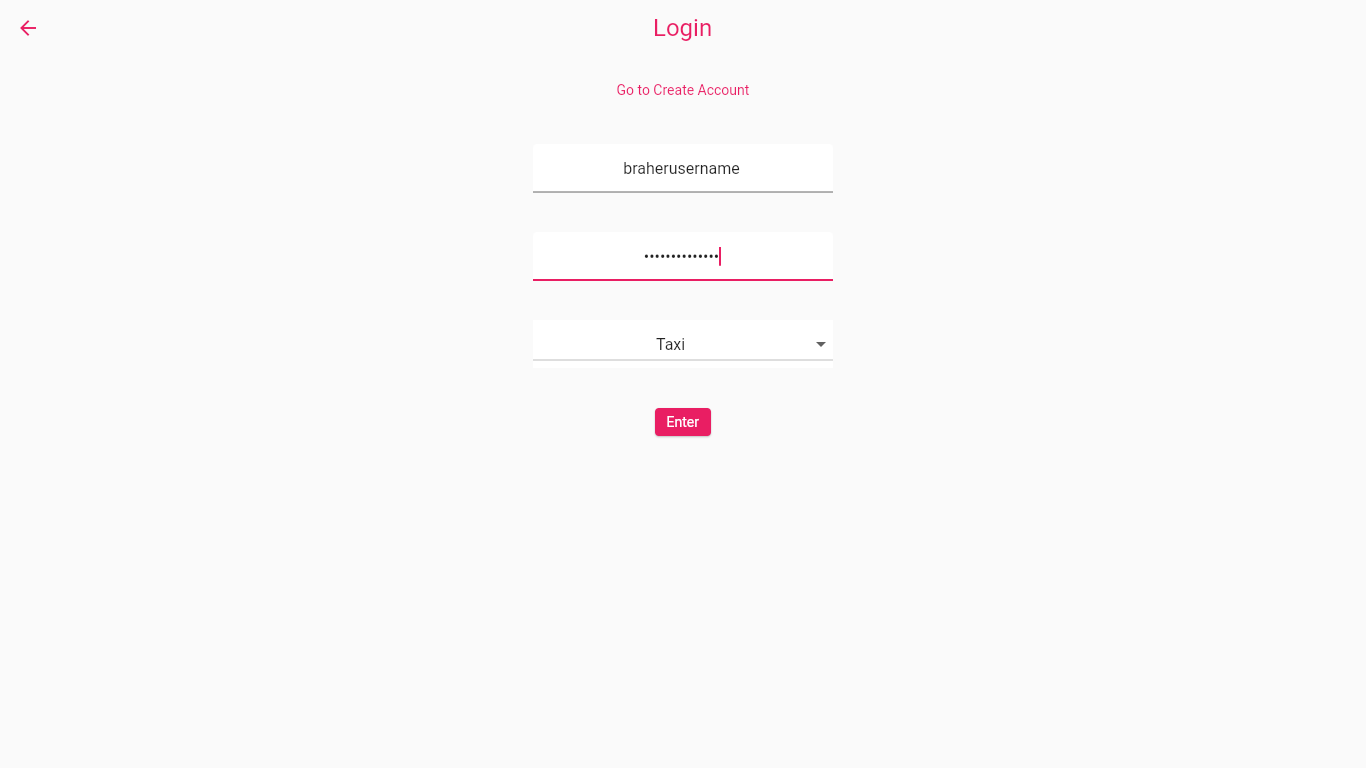 Login
Go to Create Account
braherusername
••••••••••••••
Taxi
Enter